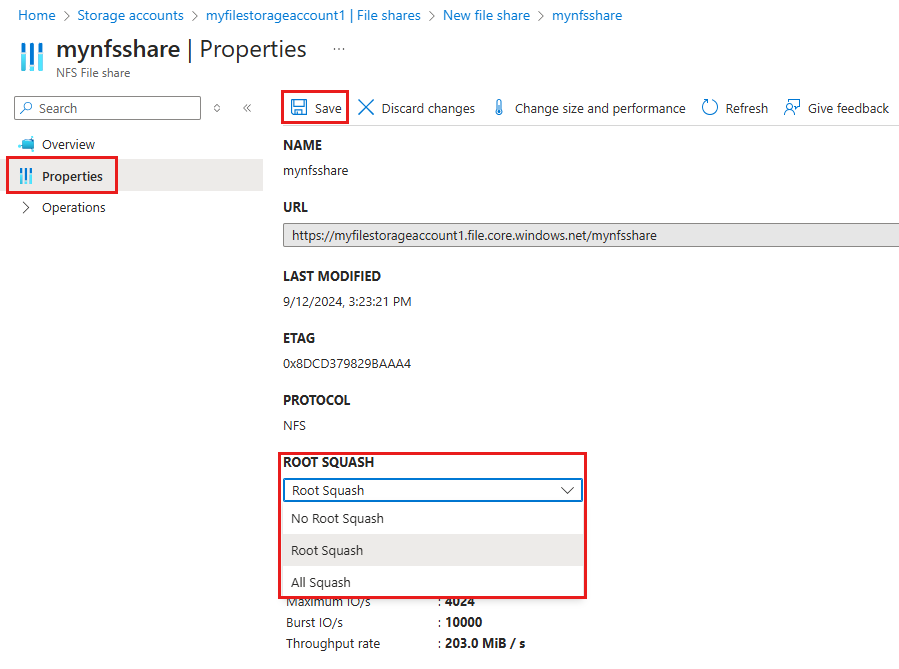 Home > Storage accounts > myfilestorageaccount1 | File shares > New file share > mynfsshare
mynfsshare | Properties ...
NFS File share
Search
Save
Discard changes
Change size and performance
Refresh
Give feedback
Overview
Properties
Operations
NAME
mynfsshare
URL
https://myfilestorageaccount1.file.core.windows.net/mynfsshare
LAST MODIFIED
9/12/2024, 3:23:21 PM
ETAG
0x8DCD379829BAAA4
PROTOCOL
NFS
ROOT SQUASH
Root Squash
No Root Squash
Root Squash
All Squash
Maximum IO/s : 4024
Burst IO/s : 10000
Throughput rate : 203.0 MiB / s